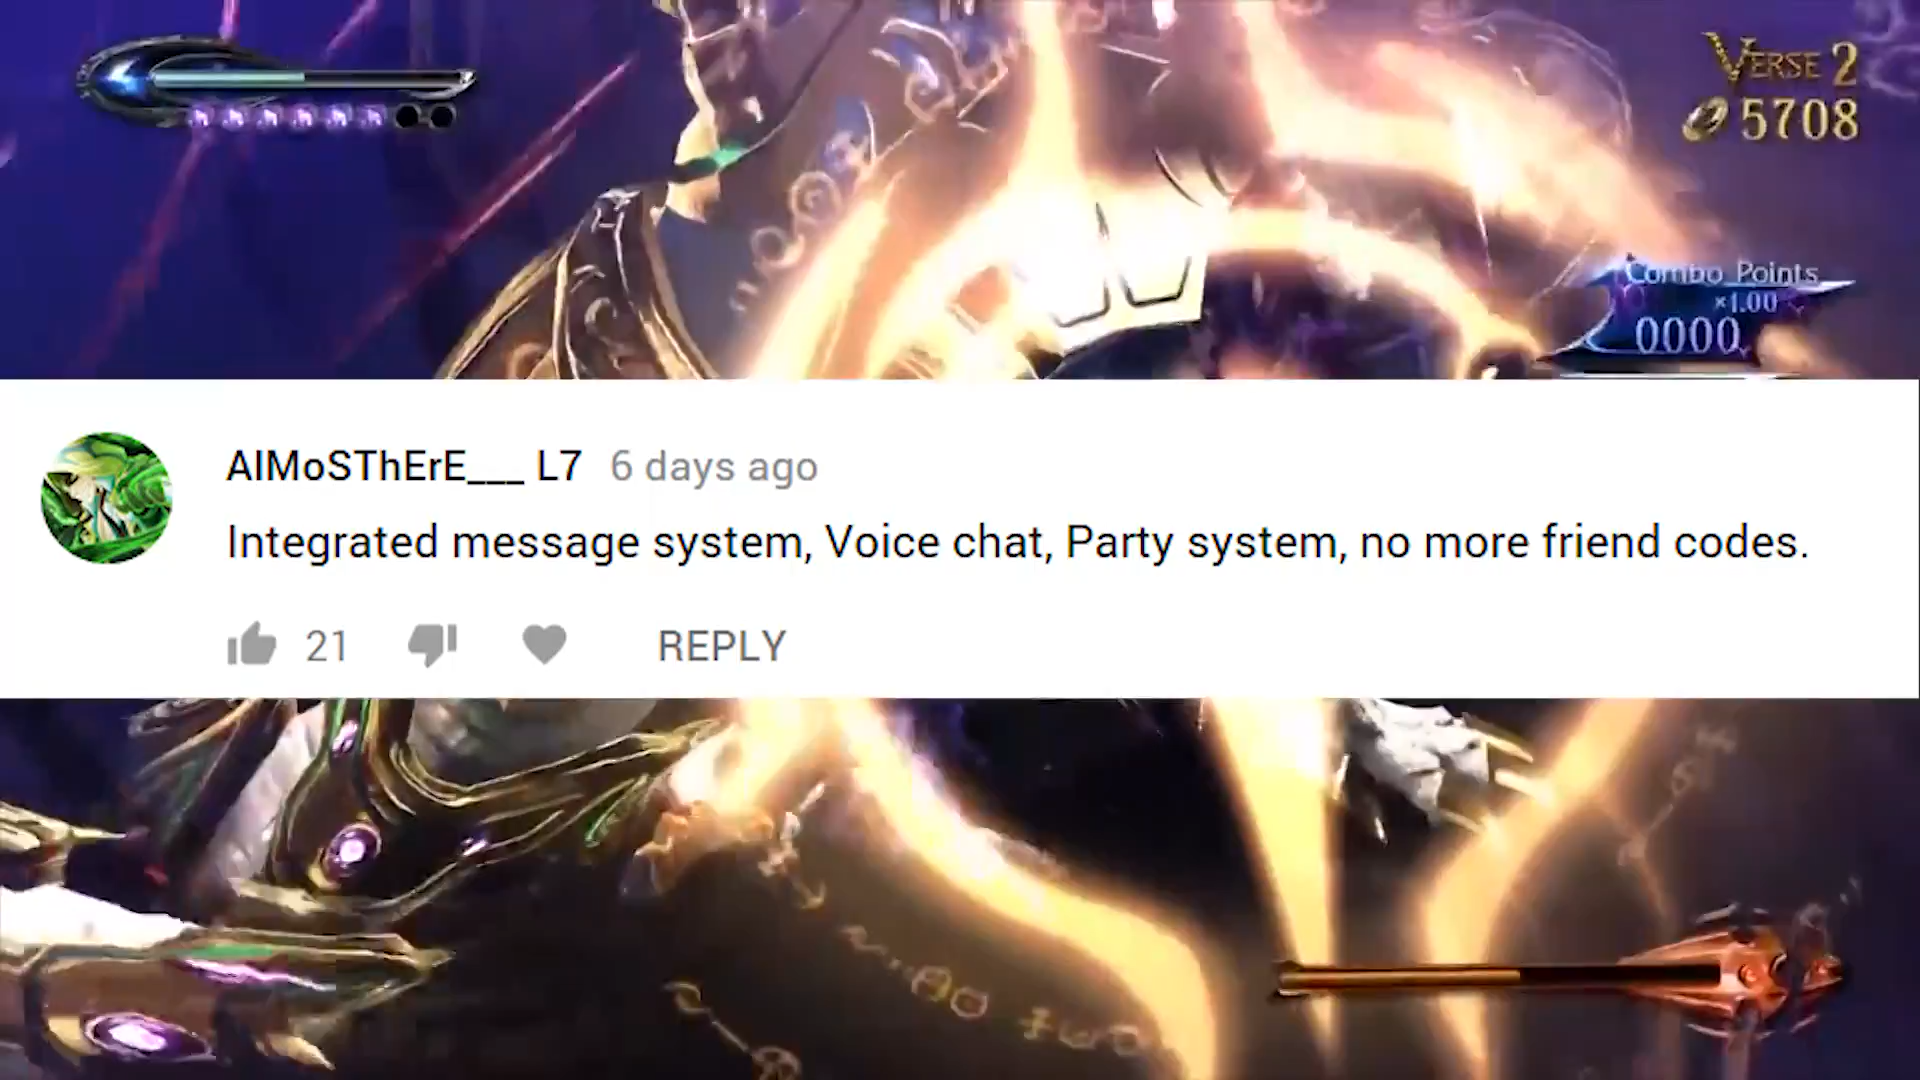 VERSE 2
5708
Combo Points
×1.00
0000
AlMoSThErE___ L7 6 days ago
Integrated message system, Voice chat, Party system, no more friend codes.
21 REPLY